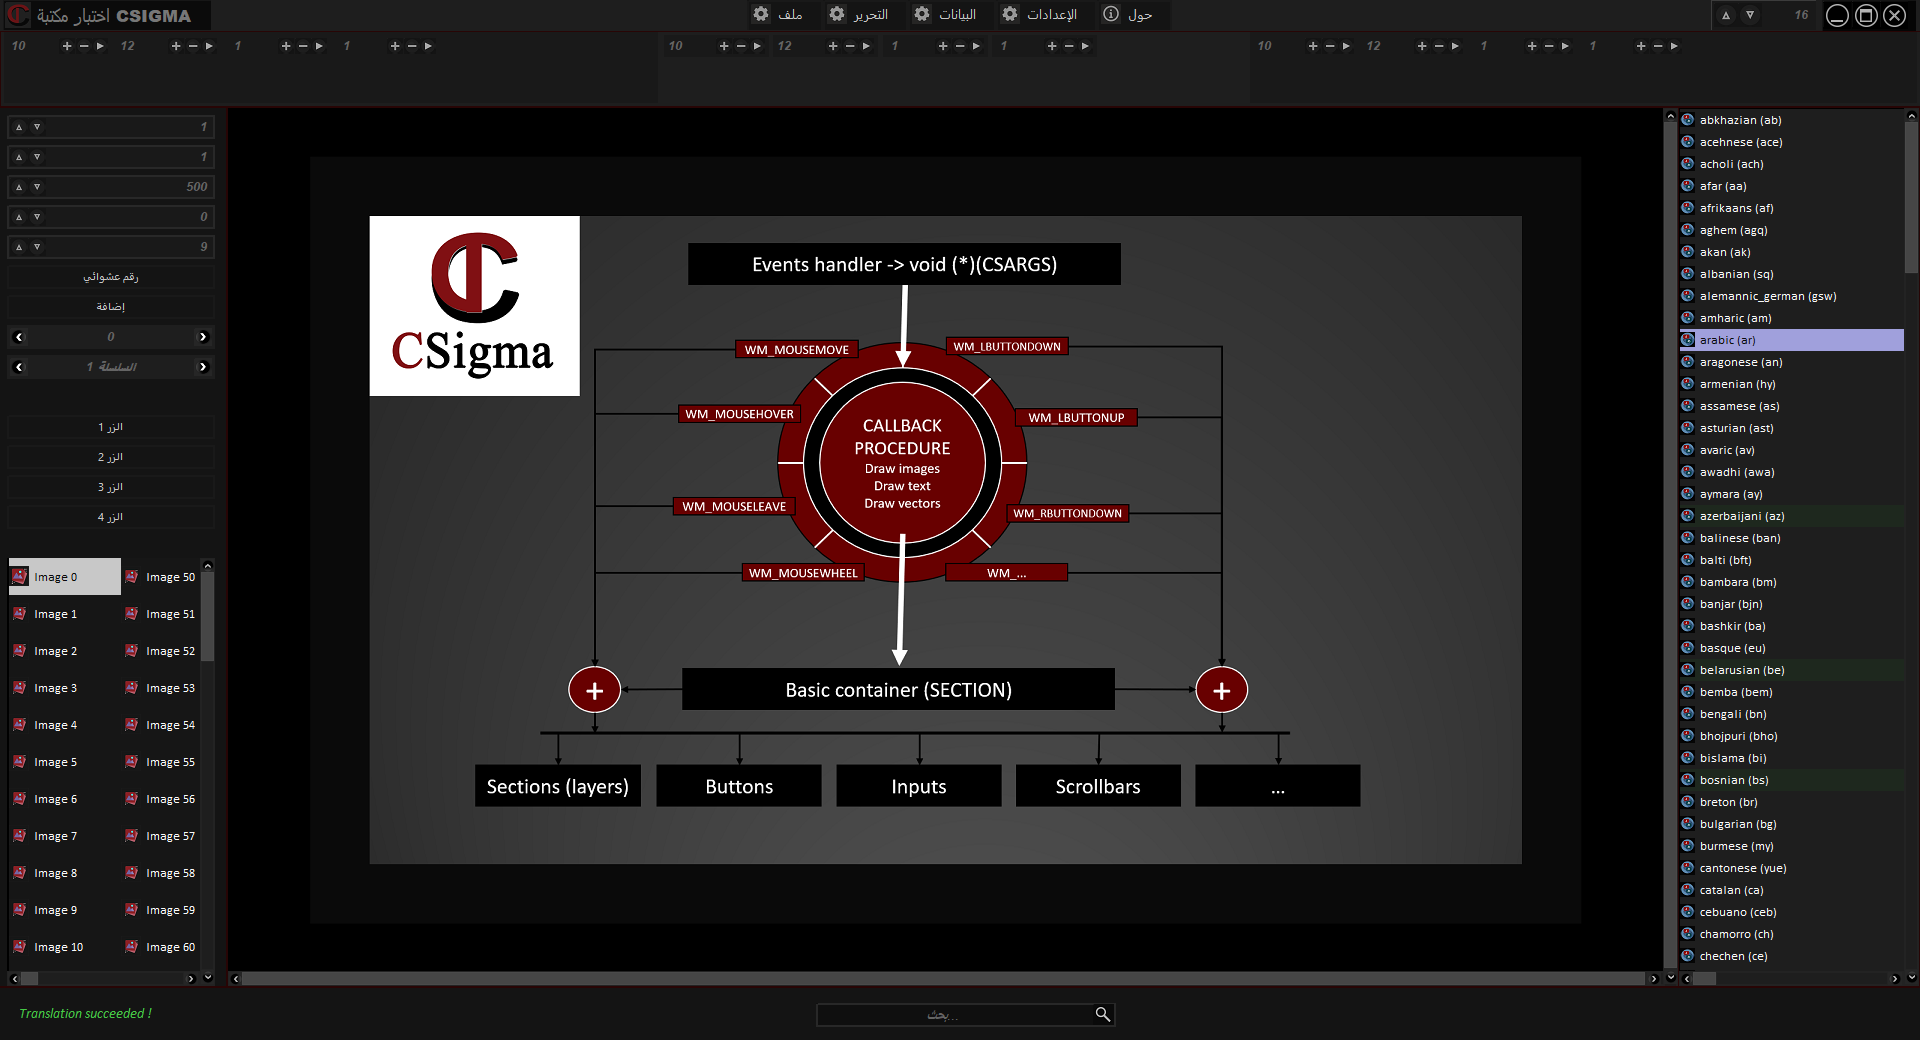 اختبار مكتبة CSIGMA
ملف
التحرير
البيانات
الإعدادات
حول
16
10
12
1
1
10
12
1
1
10
12
1
1
1
1
500
0
9
رقم عشوائي
إضافة
0
السلسلة 1
الزر 1
الزر 2
الزر 3
الزر 4
Image 0
Image 50
Image 1
Image 51
Image 2
Image 52
Image 3
Image 53
Image 4
Image 54
Image 5
Image 55
Image 6
Image 56
Image 7
Image 57
Image 8
Image 58
Image 9
Image 59
Image 10
Image 60
CSigma
Events handler -> void (*)(CSARGS)
WM_MOUSEMOVE
WM_LBUTTONDOWN
WM_MOUSEHOVER
WM_LBUTTONUP
CALLBACK
PROCEDURE
Draw images
Draw text
Draw vectors
WM_MOUSELEAVE
WM_RBUTTONDOWN
WM_MOUSEWHEEL
WM_...
+
Basic container (SECTION)
+
Sections (layers)
Buttons
Inputs
Scrollbars
...
abkhazian (ab)
acehnese (ace)
acholi (ach)
afar (aa)
afrikaans (af)
aghem (agq)
akan (ak)
albanian (sq)
alemannic_german (gsw)
amharic (am)
arabic (ar)
aragonese (an)
armenian (hy)
assamese (as)
asturian (ast)
avaric (av)
awadhi (awa)
aymara (ay)
azerbaijani (az)
balinese (ban)
balti (bft)
bambara (bm)
banjar (bjn)
bashkir (ba)
basque (eu)
belarusian (be)
bemba (bem)
bengali (bn)
bhojpuri (bho)
bislama (bi)
bosnian (bs)
breton (br)
bulgarian (bg)
burmese (my)
cantonese (yue)
catalan (ca)
cebuano (ceb)
chamorro (ch)
chechen (ce)
Translation succeeded !
بحث...